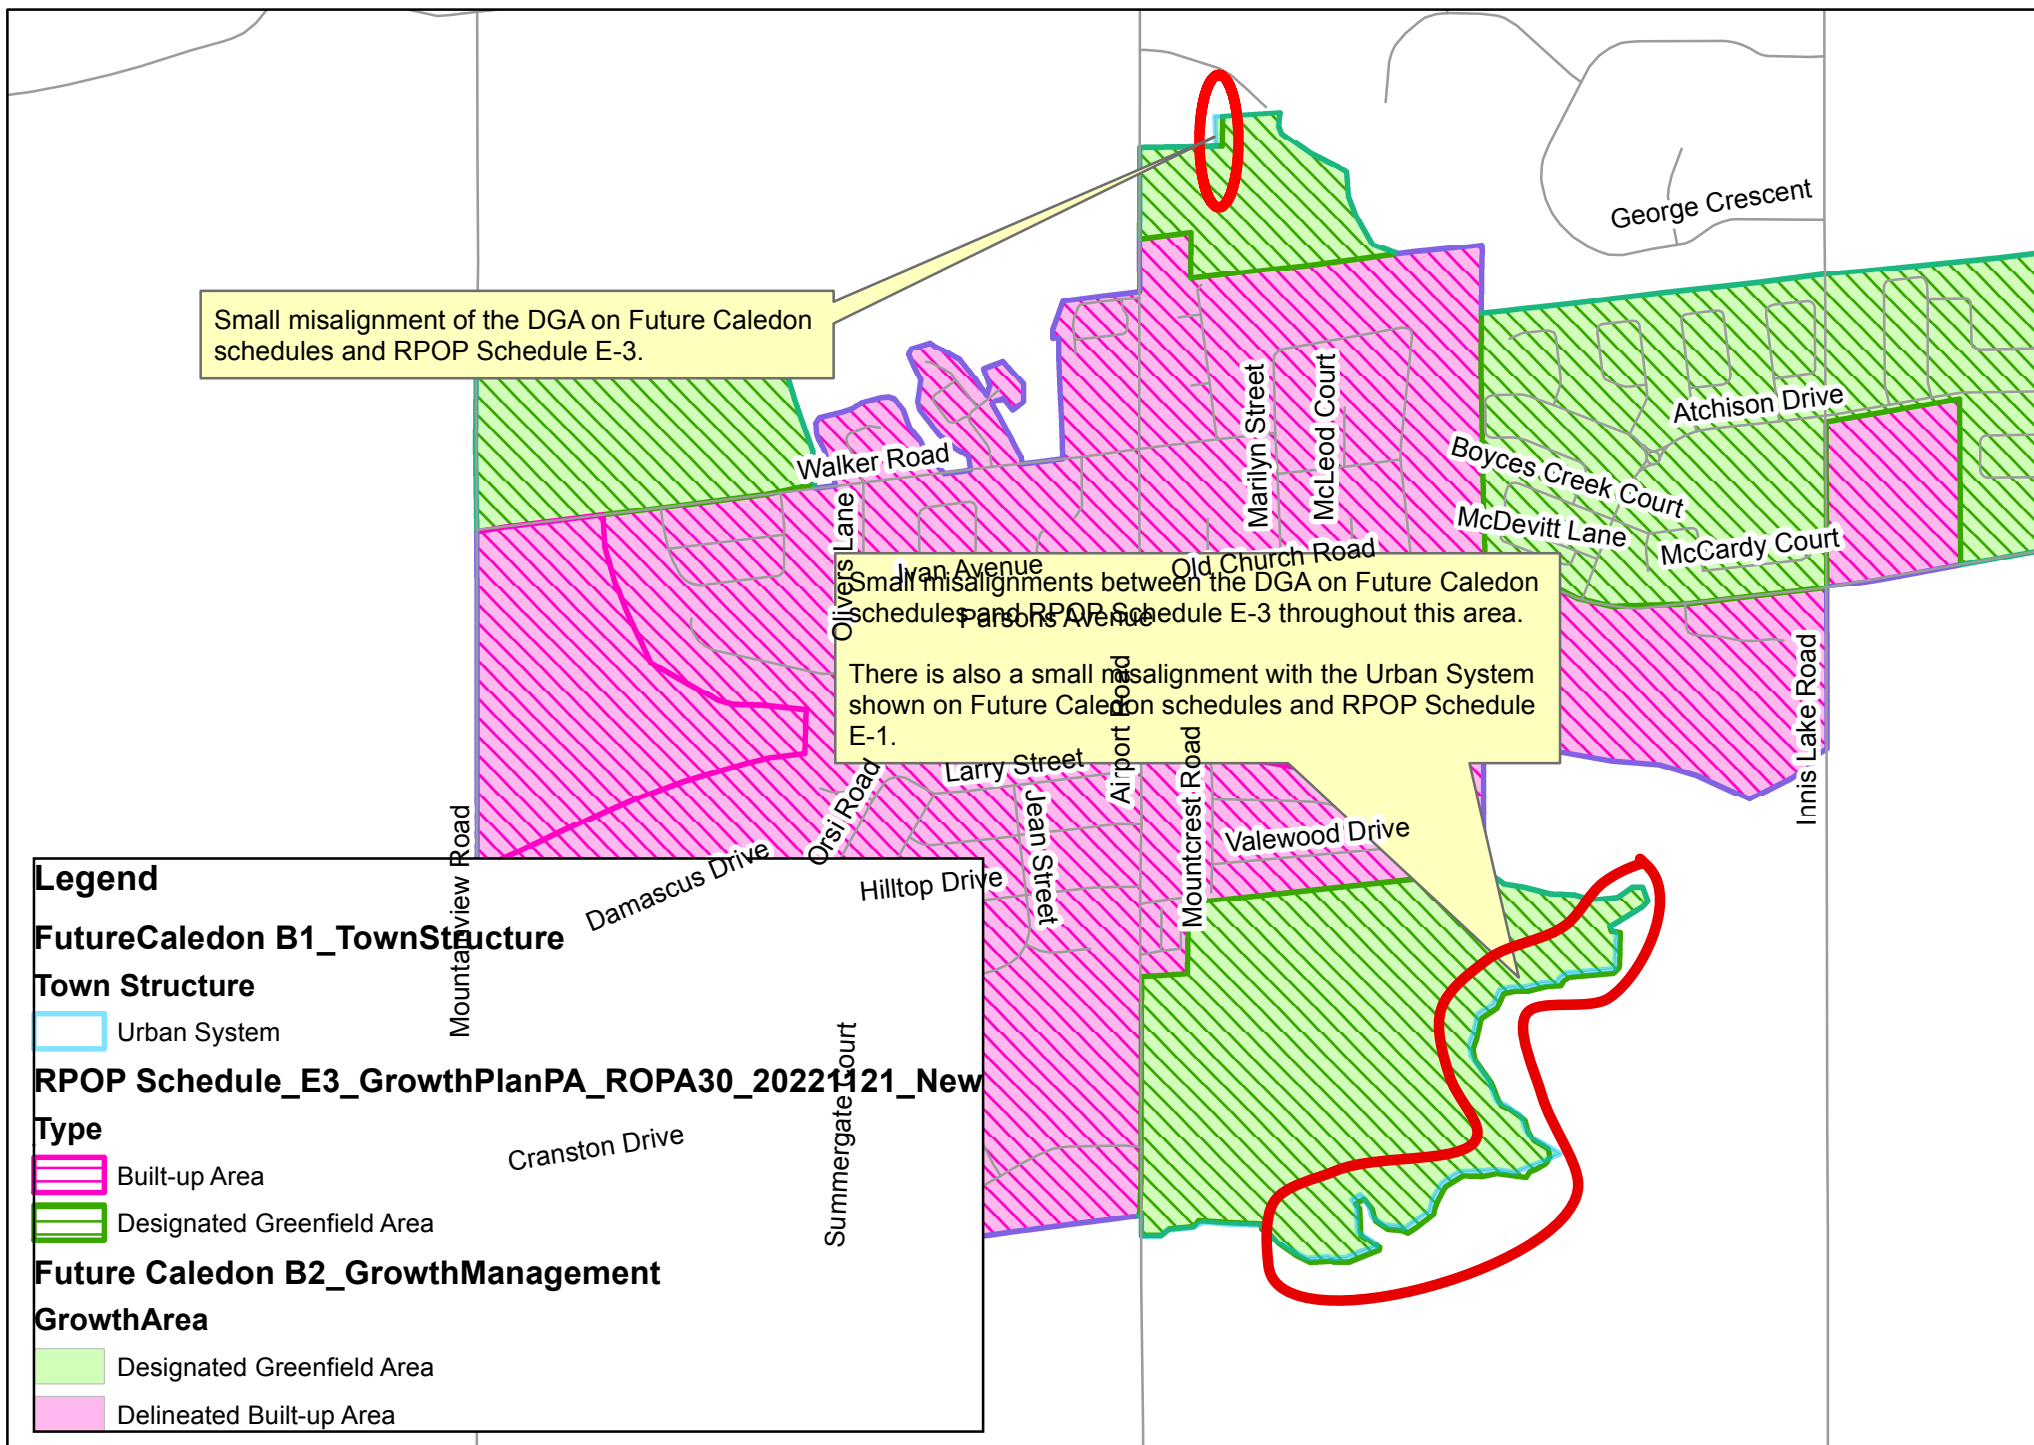 George Crescent
Small misalignment of the DGA on Future Caledon
schedules and RPOP Schedule E-3.
Marilyn Street
McLeod Court
Atchison Drive
Walker Road
Boyces Creek Court
McDevitt Lane
McCardy Court
Olivers Lane
Ivan Avenue
Old Church Road
Parsons Avenue
Small misalignments between the DGA on Future Caledon
schedules and RPOP Schedule E-3 throughout this area.
There is also a small misalignment with the Urban System
shown on Future Caledon schedules and RPOP Schedule
E-1.
Airport Road
Innis Lake Road
Larry Street
Orsi Road
Jean Street
Mountcrest Road
Valewood Drive
Mountainview Road
Damascus Drive
Hilltop Drive
Summergate Court
Cranston Drive
Legend
FutureCaledon B1_TownStructure
Town Structure
Urban System
RPOP Schedule_E3_GrowthPlanPA_ROPA30_20221121_New
Type
Built-up Area
Designated Greenfield Area
Future Caledon B2_GrowthManagement
GrowthArea
Designated Greenfield Area
Delineated Built-up Area